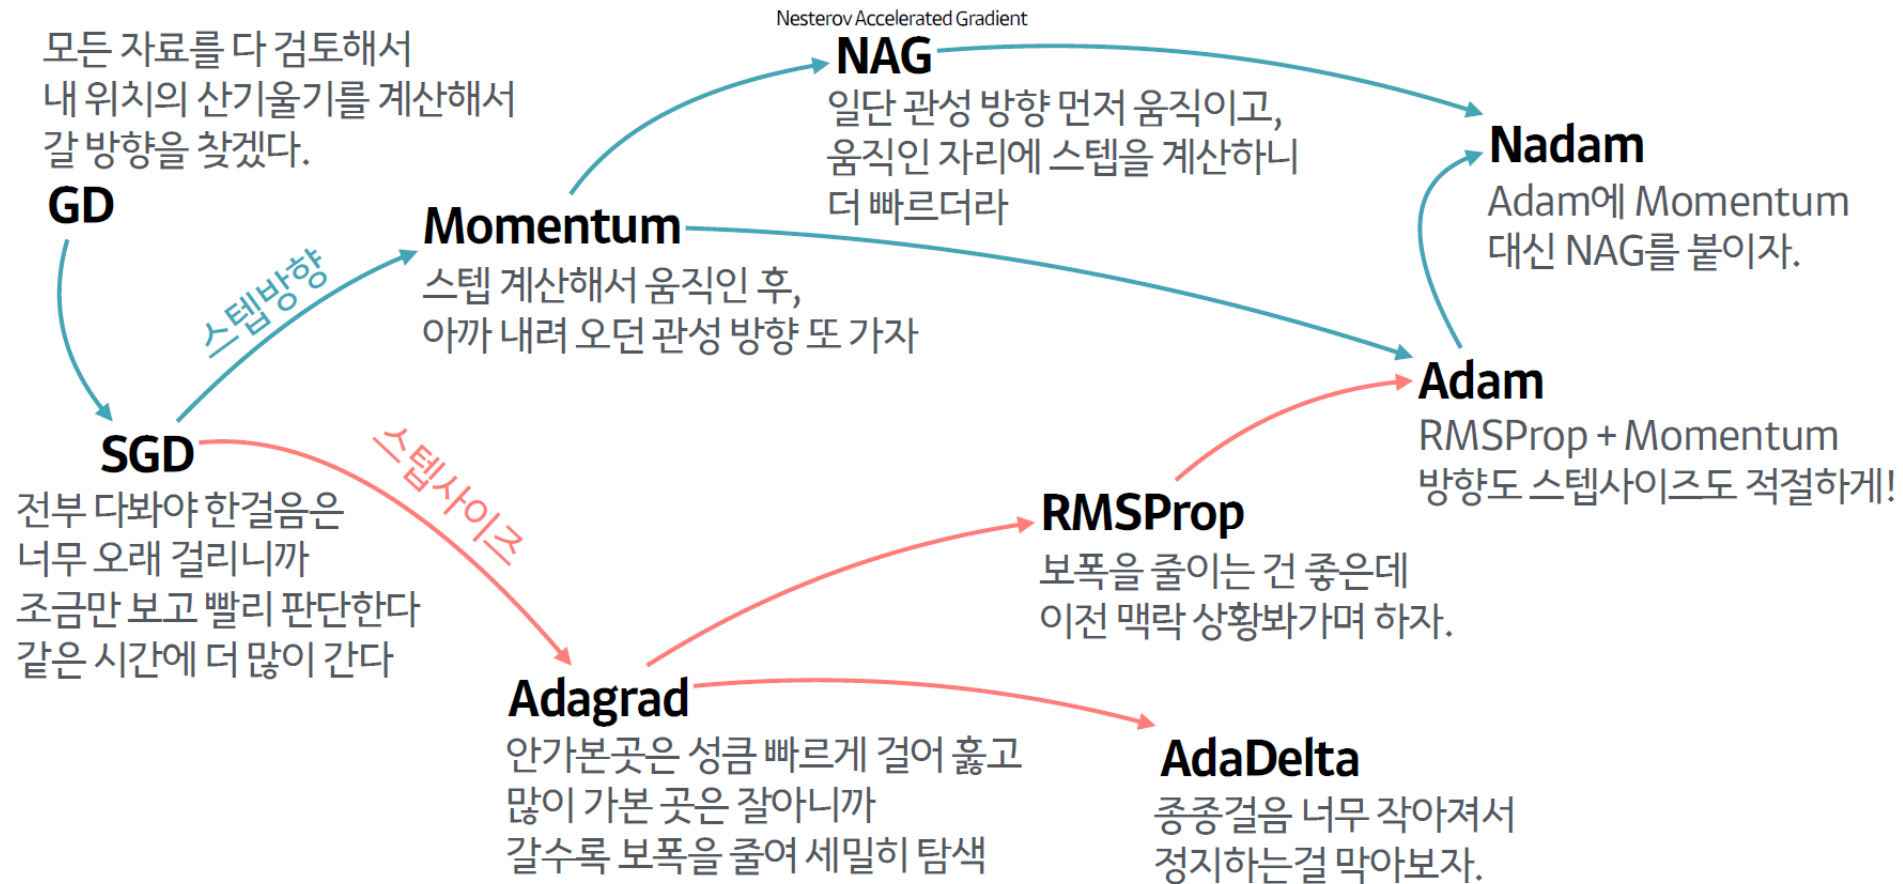 모든 자료를 다 검토해서
내 위치의 산기울기를 계산해서
갈 방향을 찾겠다.
GD
스텝방향
SGD
전부 다봐야 한걸음은
너무 오래 걸리니까
조금만 보고 빨리 판단한다
같은 시간에 더 많이 간다
Momentum
스텝 계산해서 움직인 후,
아까 내려 오던 관성 방향 또 가자
Nesterov Accelerated Gradient
NAG
일단 관성 방향 먼저 움직이고,
움직인 자리에 스텝을 계산하니
더 빠르더라
Nadam
Adam에 Momentum
대신 NAG를 붙이자.
Adam
RMSProp + Momentum
방향도 스텝사이즈도 적절하게!
스텝사이즈
RMSProp
보폭을 줄이는 건 좋은데
이전 맥락 상황봐가며 하자.
Adagrad
안가본곳은 성큼 빠르게 걸어 훓고
많이 가본 곳은 잘아니까
갈수록 보폭을 줄여 세밀히 탐색
AdaDelta
종종걸음 너무 작아져서
정지하는걸 막아보자.